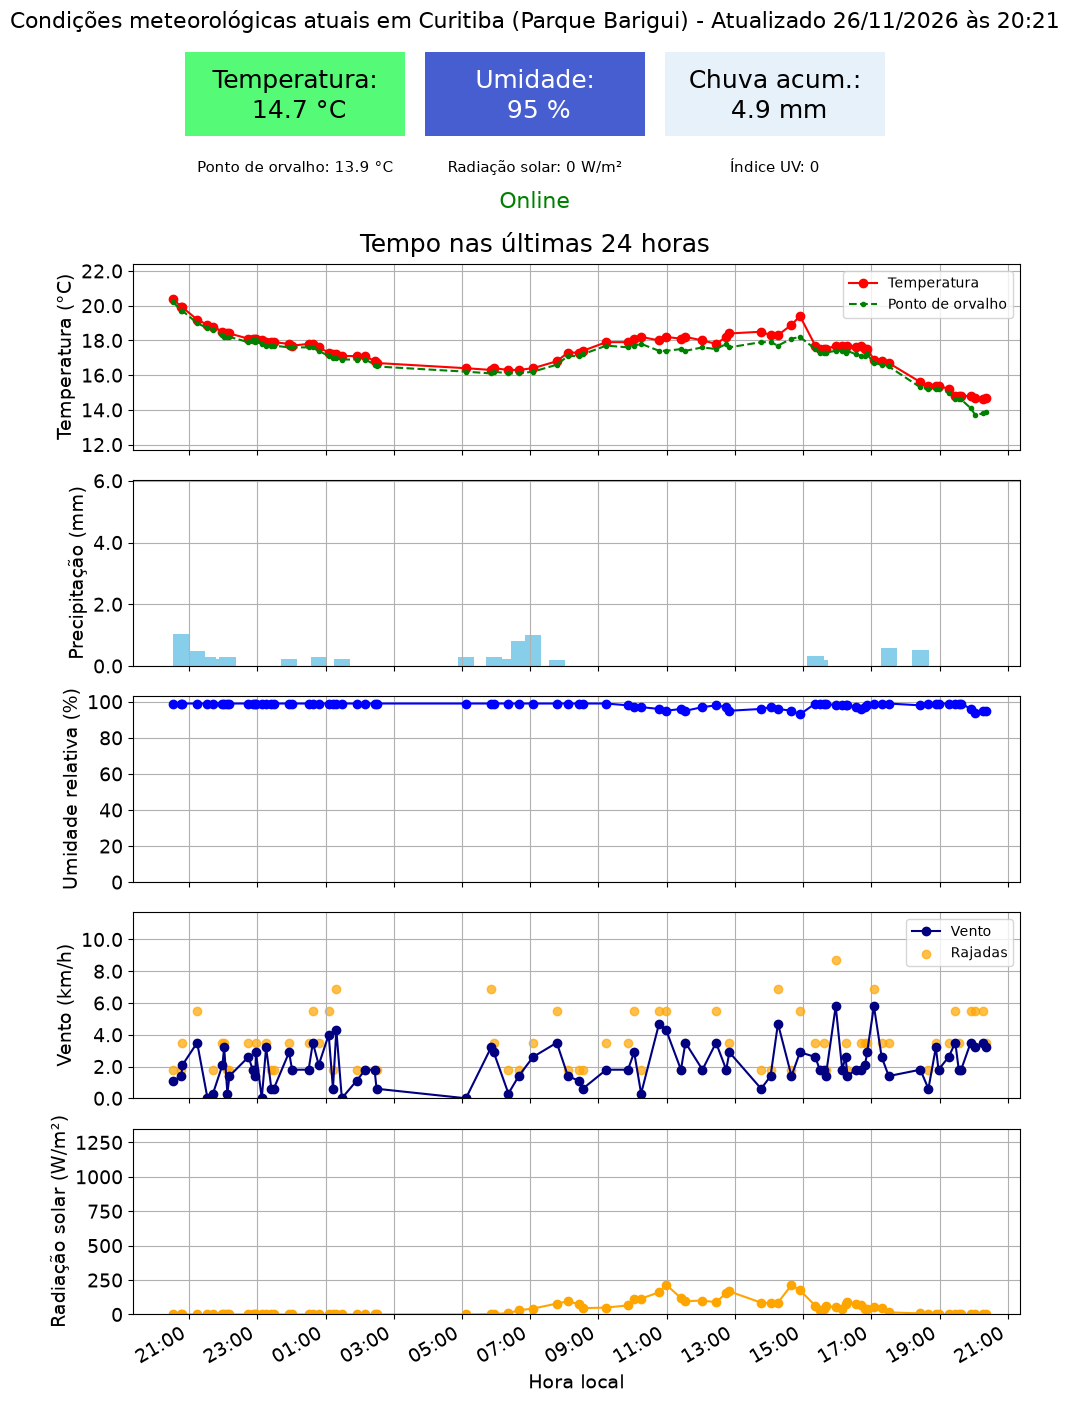 Condições meteorológicas atuais em Curitiba (Parque Barigui) - Atualizado 26/11/2026 às 20:21
Temperatura:
14.7 °C
Umidade:
95 %
Chuva acum.:
4.9 mm
Ponto de orvalho: 13.9 °C
Radiação solar: 0 W/m²
Índice UV: 0
Online
Tempo nas últimas 24 horas
Temperatura (°C)
22.0
20.0
18.0
16.0
14.0
12.0
Temperatura
Ponto de orvalho
Precipitação (mm)
6.0
4.0
2.0
0.0
Umidade relativa (%)
100
80
60
40
20
0
Vento (km/h)
10.0
8.0
6.0
4.0
2.0
0.0
Vento
Rajadas
Radiação solar (W/m²)
1250
1000
750
500
250
0
21:00
23:00
01:00
03:00
05:00
07:00
09:00
11:00
13:00
15:00
17:00
19:00
21:00
Hora local